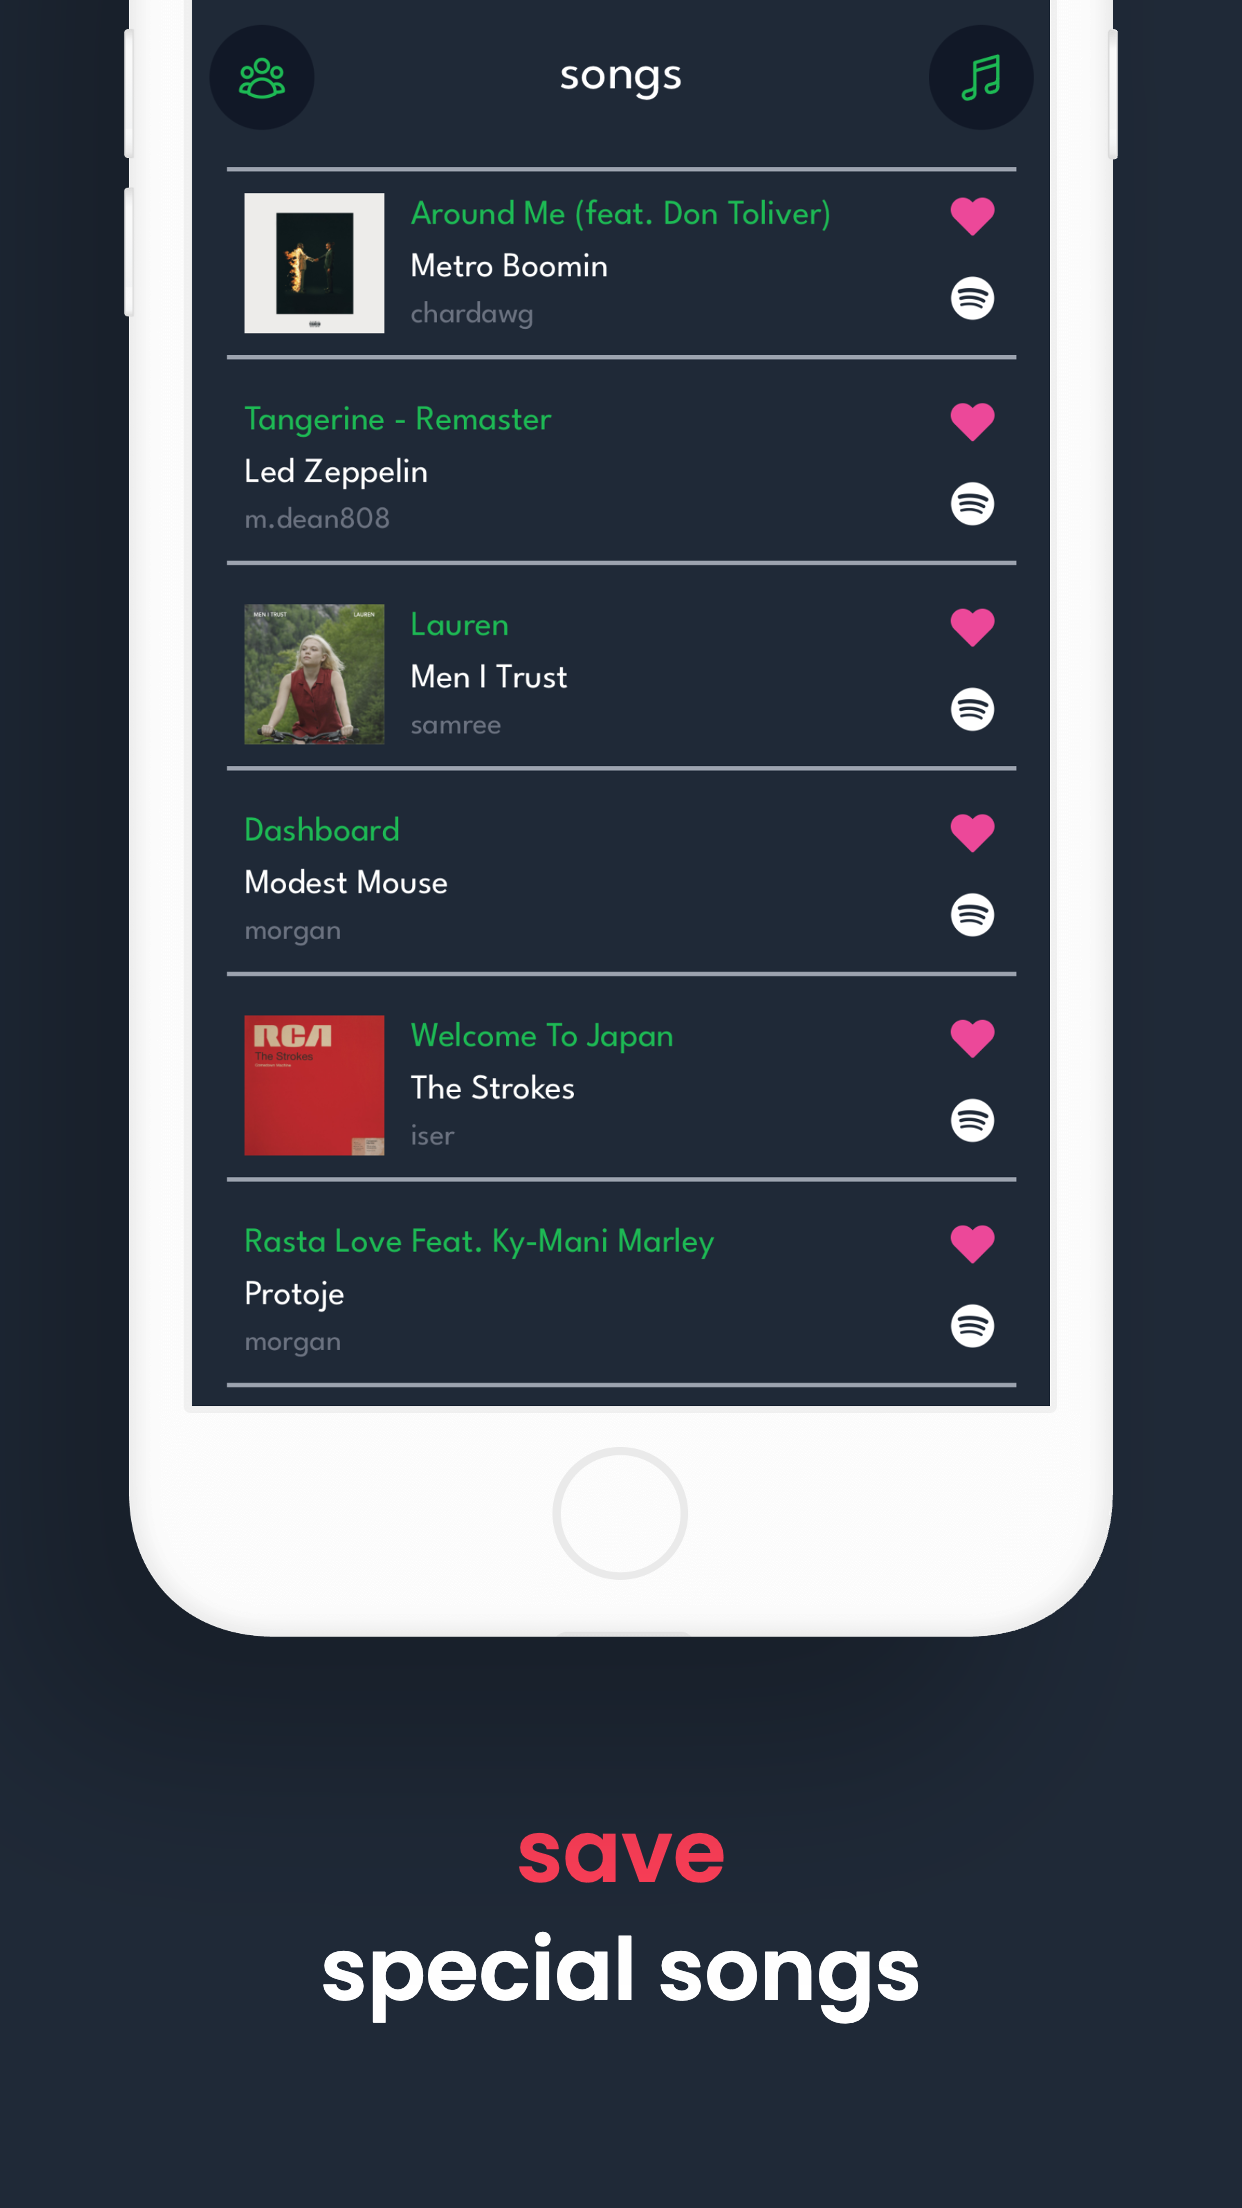 songs
Around Me (feat. Don Toliver)
Metro Boomin
chardawg
Tangerine - Remaster
Led Zeppelin
m.dean808
MEN I TRUST LAUREN
Lauren
Men I Trust
samree
Dashboard
Modest Mouse
morgan
RCA
The Strokes
Welcome To Japan
The Strokes
iser
Rasta Love Feat. Ky-Mani Marley
Protoje
morgan
save
special songs